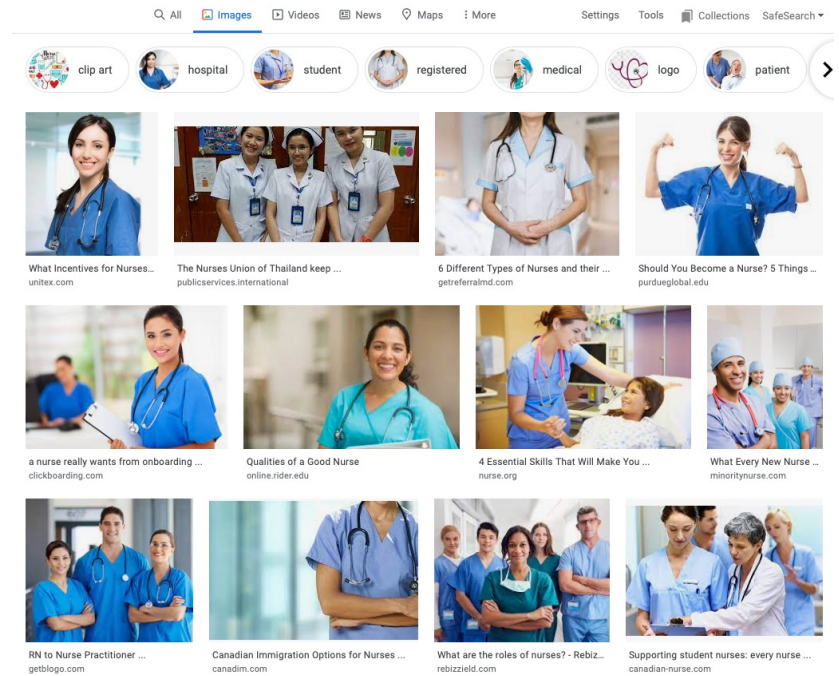 All
Images
Videos
News
Maps
More
Settings
Tools
Collections
SafeSearch
clip art
hospital
student
registered
medical
logo
patient
What Incentives for Nurses...
unitex.com
The Nurses Union of Thailand keep ...
publicservices.international
6 Different Types of Nurses and their ...
getreferralmd.com
Should You Become a Nurse? 5 Things ...
purdueglobal.edu
a nurse really wants from onboarding ...
clickboarding.com
Qualities of a Good Nurse
online.rider.edu
4 Essential Skills That Will Make You ...
nurse.org
What Every New Nurse ...
minoritynurse.com
RN to Nurse Practitioner ...
getblogo.com
Canadian Immigration Options for Nurses ...
canadim.com
What are the roles of nurses? - Rebiz...
rebizzield.com
Supporting student nurses: every nurse ...
canadian-nurse.com